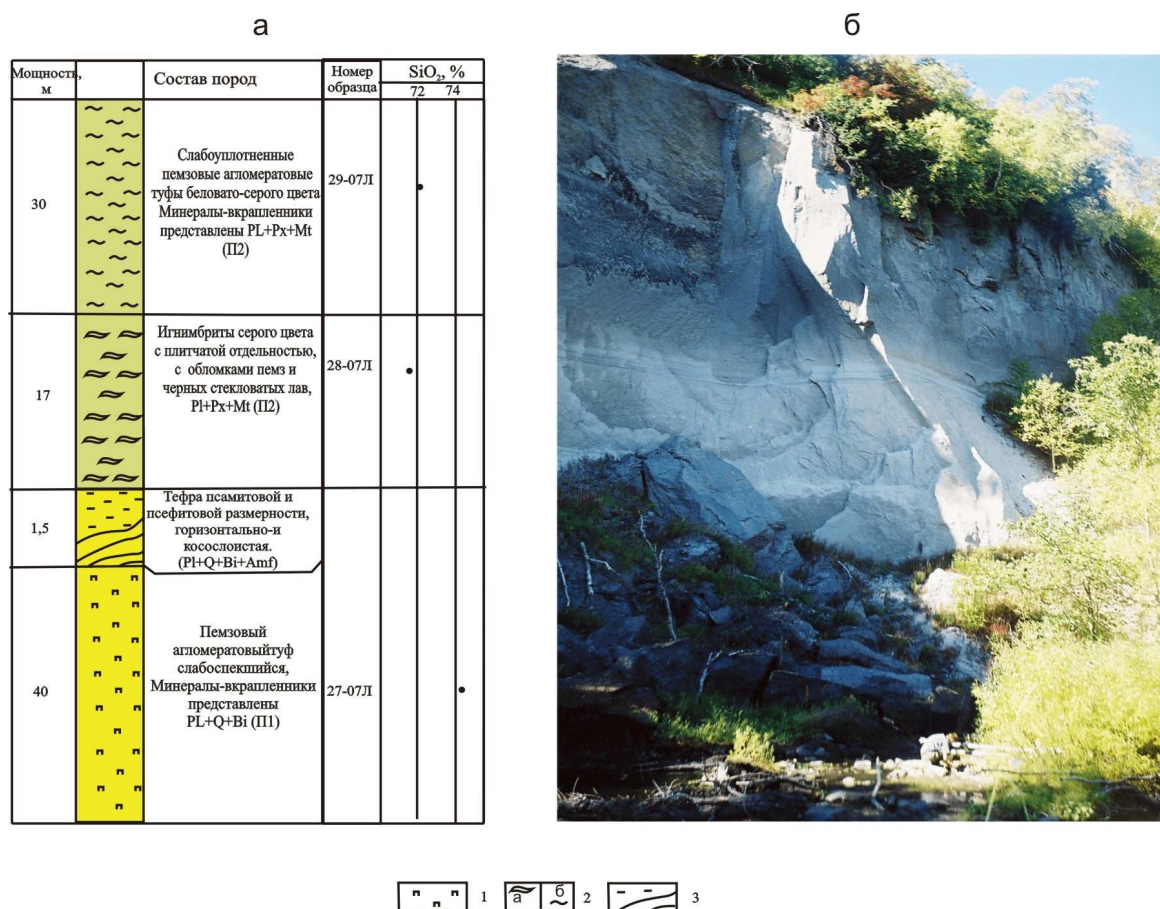 а
б
Мощность,
м
Состав пород
Номер
образца
SiO2, %
72 74
30
Слабоуплотненные
пемзовые агломератовые
туфы беловато-серого цвета
Минералы-вкрапленники
представлены PL+Px+Mt
(П2)
29-07Л
17
Игнимбриты серого цвета
с плитчатой отдельностью,
с обломками пемз и
черных стекловатых лав,
Pl+Px+Mt (П2)
28-07Л
1,5
Тефра псамитовой и
псефитовой размерности,
горизонтально-и
косослоистая.
(Pl+Q+Bi+Amf)
40
Пемзовый
агломератовыйтуф
слабоспекшийся,
Минералы-вкрапленники
представлены
PL+Q+Bi (П1)
27-07Л
1 а б 2 3